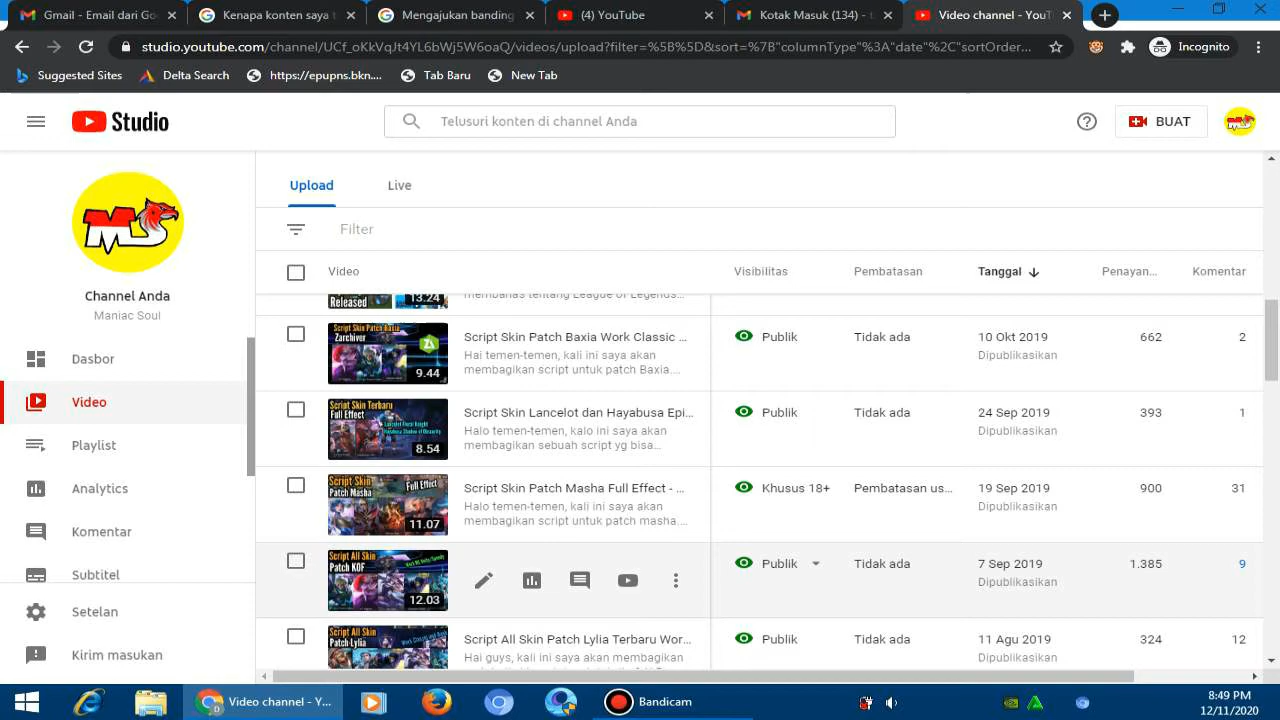 Gmail - Email dari Goo
Kenapa konten saya t
Mengajukan banding
(4) YouTube
Kotak Masuk (134) - t
Video channel - YouT
studio.youtube.com/channel/
/videos/upload?filter=%5B%5D&sort=%7B"columnType"%3A"date"%2C"sortOrder...
Incognito
Suggested Sites
Delta Search
https://epupns.bkn....
Tab Baru
New Tab
Studio
Telusuri konten di channel Anda
BUAT
MS
Channel Anda
Maniac Soul
Dasbor
Video
Playlist
Analytics
Komentar
Subtitel
Setelan
Kirim masukan
Upload
Live
Filter
Video
Visibilitas
Pembatasan
Tanggal
Penayan...
Komentar
Released
13.24
membahas tentang League of Legends...
Script Skin Patch Baxia
Zarchiver
9.44
Script Skin Patch Baxia Work Classic ...
Hai temen-temen, kali ini saya akan
membagikan script untuk patch Baxia....
Publik
Tidak ada
10 Okt 2019
Dipublikasikan
662
2
Script Skin Terbaru
Full Effect
8.54
Script Skin Lancelot dan Hayabusa Epi...
Halo temen-temen, kalo ini saya akan
membagikan sebuah script yg bisa...
Publik
Tidak ada
24 Sep 2019
Dipublikasikan
393
1
Script Skin
Patch Masha
Full Effect
11.07
Script Skin Patch Masha Full Effect - ...
Halo temen-temen, kali ini saya akan
membagikan script untuk patch masha....
Khusus 18+
Pembatasan us...
19 Sep 2019
Dipublikasikan
900
31
Script All Skin
Patch KOF
12.03
Publik
Tidak ada
7 Sep 2019
Dipublikasikan
1.385
9
Script All Skin
Patch Lylia
Script All Skin Patch Lylia Terbaru Wor...
Hai guys, kali ini saya akan membagikan
Publik
Tidak ada
11 Agu 2019
Dipublikasikan
324
12
Video channel - Y...
Bandicam
8:49 PM
12/11/2020